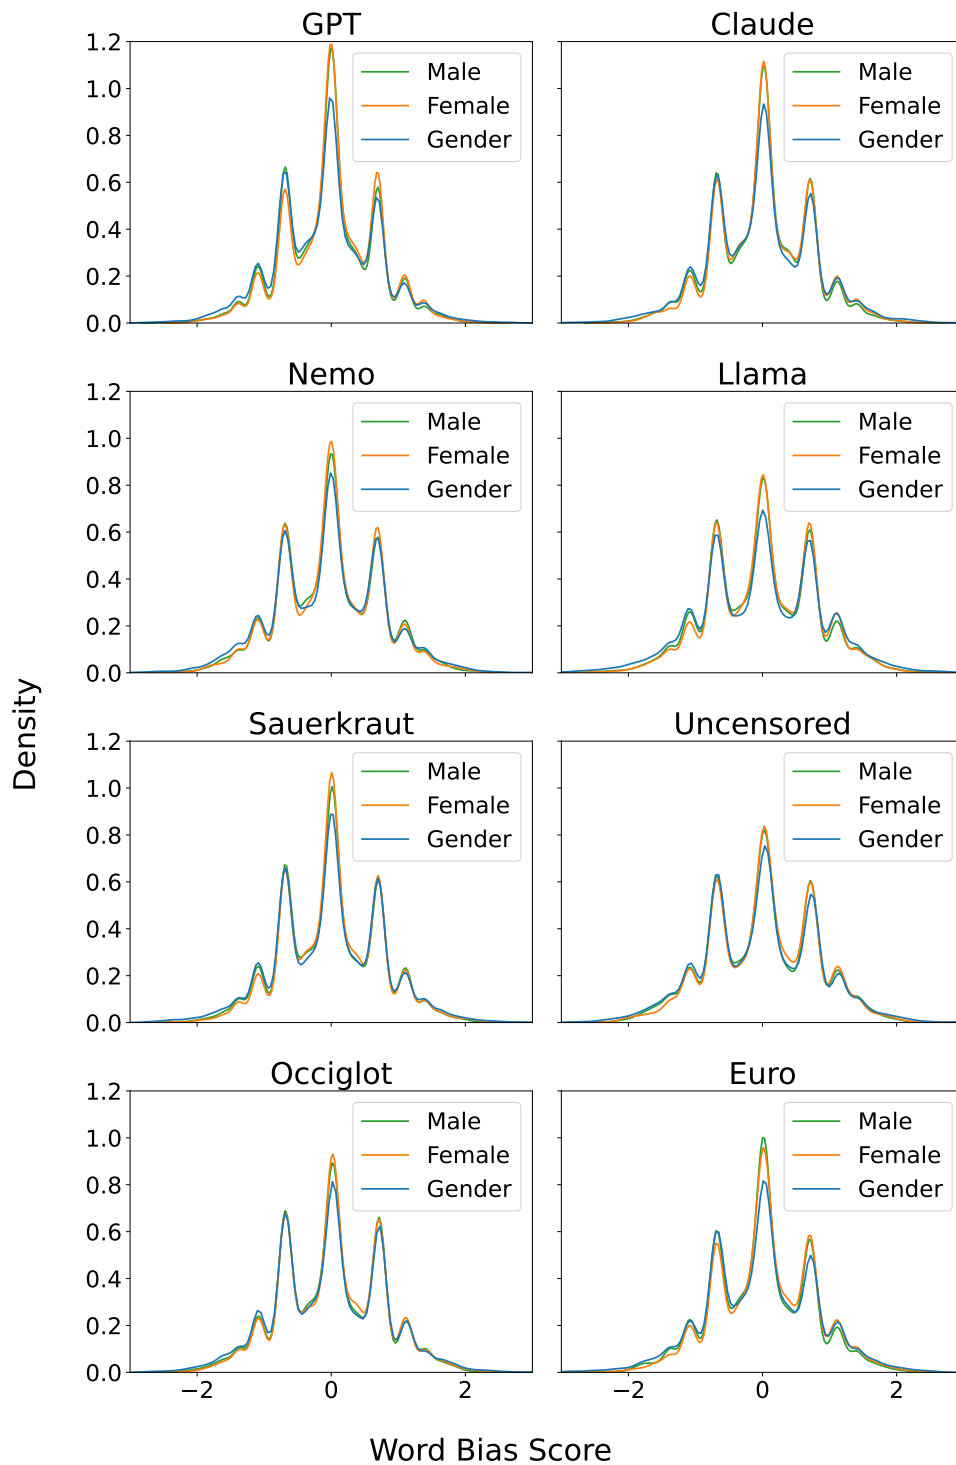 GPT
1.2
1.0
0.8
0.6
0.4
0.2
0.0
Male
Female
Gender
Claude
Male
Female
Gender
Nemo
1.2
1.0
0.8
0.6
0.4
0.2
0.0
Male
Female
Gender
Llama
Male
Female
Gender
Density
Sauerkraut
1.2
1.0
0.8
0.6
0.4
0.2
0.0
Male
Female
Gender
Uncensored
Male
Female
Gender
Occiglot
1.2
1.0
0.8
0.6
0.4
0.2
0.0
Male
Female
Gender
−2 0 2
Euro
Male
Female
Gender
−2 0 2
Word Bias Score